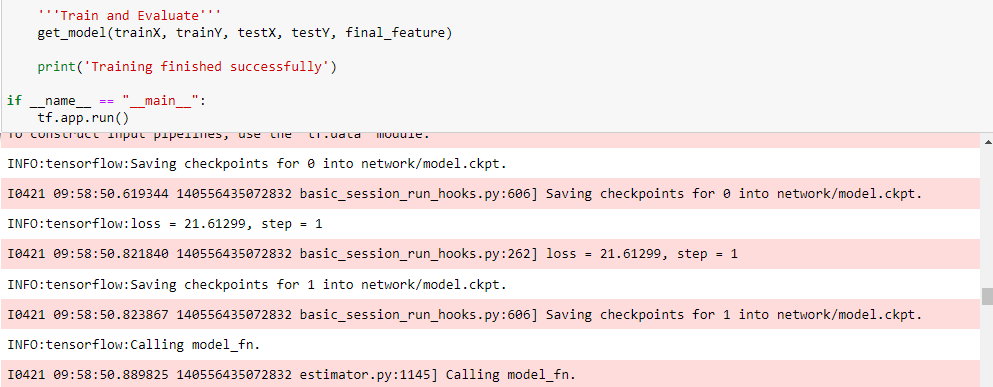 '''Train and Evaluate'''
get_model(trainX, trainY, testX, testY, final_feature)
print('Training finished successfully')
if __name__ == "__main__":
tf.app.run()
To construct input pipelines, use the `tf.data` module.
INFO:tensorflow:Saving checkpoints for 0 into network/model.ckpt.
I0421 09:58:50.619344 140556435072832 basic_session_run_hooks.py:606] Saving checkpoints for 0 into network/model.ckpt.
INFO:tensorflow:loss = 21.61299, step = 1
I0421 09:58:50.821840 140556435072832 basic_session_run_hooks.py:262] loss = 21.61299, step = 1
INFO:tensorflow:Saving checkpoints for 1 into network/model.ckpt.
I0421 09:58:50.823867 140556435072832 basic_session_run_hooks.py:606] Saving checkpoints for 1 into network/model.ckpt.
INFO:tensorflow:Calling model_fn.
I0421 09:58:50.889825 140556435072832 estimator.py:1145] Calling model_fn.